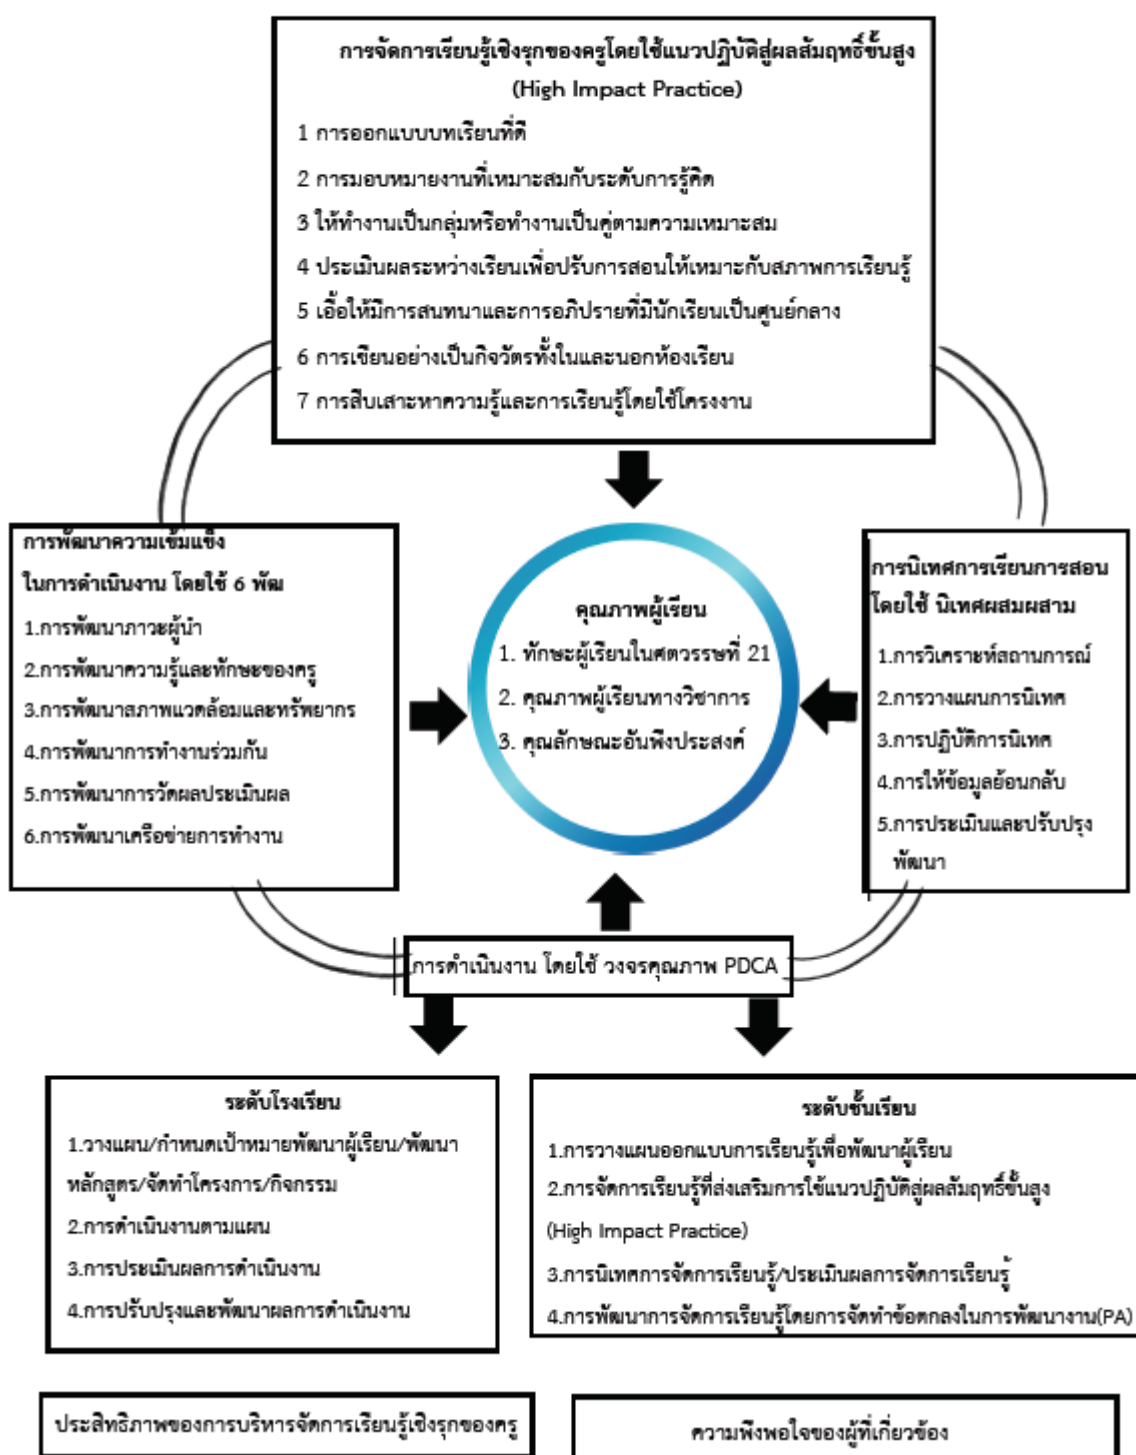 การจัดการเรียนรู้เชิงรุกของครูโดยใช้แนวปฏิบัติสู่ผลสัมฤทธิ์ขั้นสูง
(High Impact Practice)
1 การออกแบบบทเรียนที่ดี
2 การมอบหมายงานที่เหมาะสมกับระดับการรู้คิด
3 ให้ทำงานเป็นกลุ่มหรือทำงานเป็นคู่ตามความเหมาะสม
4 ประเมินผลระหว่างเรียนเพื่อปรับการสอนให้เหมาะกับสภาพการเรียนรู้
5 เอื้อให้มีการสนทนาและการอภิปรายที่มีนักเรียนเป็นศูนย์กลาง
6 การเขียนอย่างเป็นกิจวัตรทั้งในและนอกห้องเรียน
7 การสืบเสาะหาความรู้และการเรียนรู้โดยใช้โครงงาน
การพัฒนาความเข้มแข็ง
ในการดำเนินงาน โดยใช้ 6 พัฒ
1.การพัฒนาภาวะผู้นำ
2.การพัฒนาความรู้และทักษะของครู
3.การพัฒนาสภาพแวดล้อมและทรัพยากร
4.การพัฒนาการทำงานร่วมกัน
5.การพัฒนาการวัดผลประเมินผล
6.การพัฒนาเครือข่ายการทำงาน
คุณภาพผู้เรียน
1. ทักษะผู้เรียนในศตวรรษที่ 21
2. คุณภาพผู้เรียนทางวิชาการ
3. คุณลักษณะอันพึงประสงค์
การนิเทศการเรียนการสอน
โดยใช้ นิเทศผสมผสาม
1.การวิเคราะห์สถานการณ์
2.การวางแผนการนิเทศ
3.การปฏิบัติการนิเทศ
4.การให้ข้อมูลย้อนกลับ
5.การประเมินและปรับปรุง
พัฒนา
การดำเนินงาน โดยใช้ วงจรคุณภาพ PDCA
ระดับโรงเรียน
1.วางแผน/กำหนดเป้าหมายพัฒนาผู้เรียน/พัฒนา
หลักสูตร/จัดทำโครงการ/กิจกรรม
2.การดำเนินงานตามแผน
3.การประเมินผลการดำเนินงาน
4.การปรับปรุงและพัฒนาผลการดำเนินงาน
ระดับชั้นเรียน
1.การวางแผนออกแบบการเรียนรู้เพื่อพัฒนาผู้เรียน
2.การจัดการเรียนรู้ที่ส่งเสริมการใช้แนวปฏิบัติสู่ผลสัมฤทธิ์ขั้นสูง
(High Impact Practice)
3.การนิเทศการจัดการเรียนรู้/ประเมินผลการจัดการเรียนรู้
4.การพัฒนาการจัดการเรียนรู้โดยการจัดทำข้อตกลงในการพัฒนางาน(PA)
ประสิทธิภาพของการบริหารจัดการเรียนรู้เชิงรุกของครู
ความพึงพอใจของผู้ที่เกี่ยวข้อง